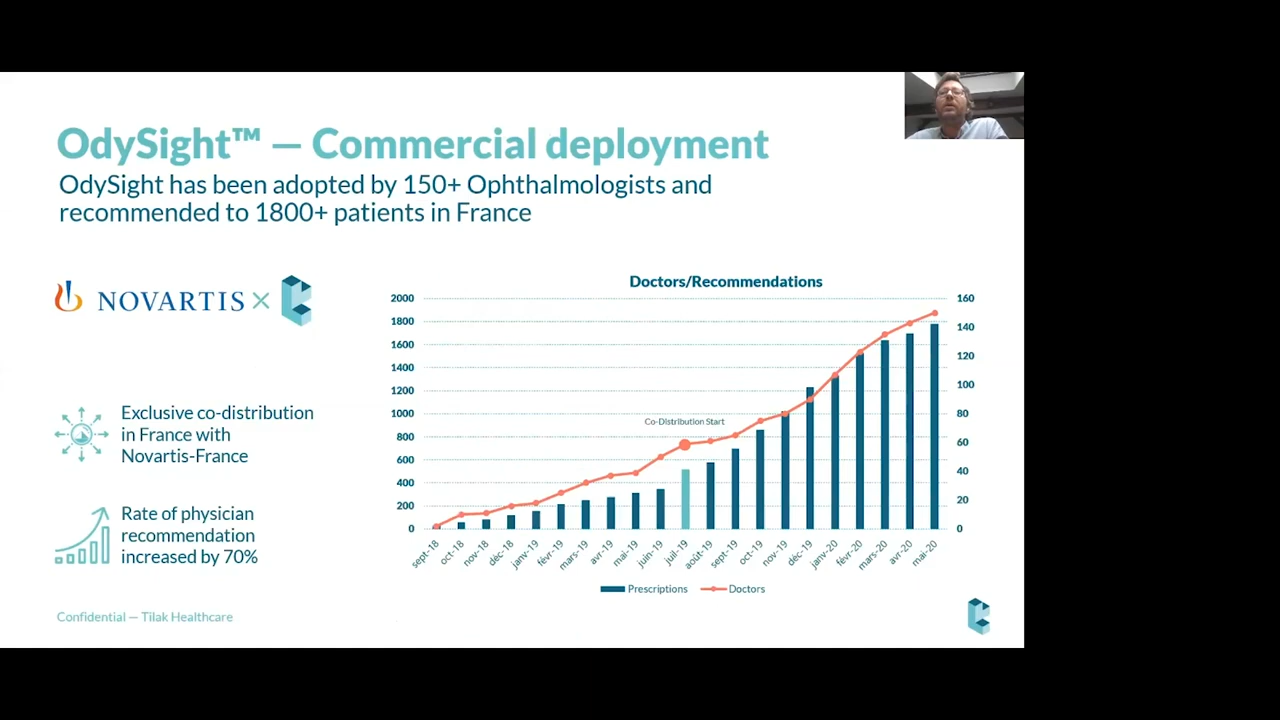 OdySight™ — Commercial deployment
OdySight has been adopted by 150+ Ophthalmologists and
recommended to 1800+ patients in France
NOVARTIS
Exclusive co-distribution
in France with
Novartis-France
Rate of physician
recommendation
increased by 70%
Doctors/Recommendations
2000
1800
1600
1400
1200
1000
800
600
400
200
0
160
140
120
100
80
60
40
20
0
Co-Distribution Start
sept-18
oct-18
nov-18
déc-18
janv-19
févr-19
mars-19
avr-19
mai-19
juin-19
juil-19
août-19
sept-19
oct-19
nov-19
déc-19
janv-20
févr-20
mars-20
avr-20
mai-20
Prescriptions
Doctors
Confidential — Tilak Healthcare